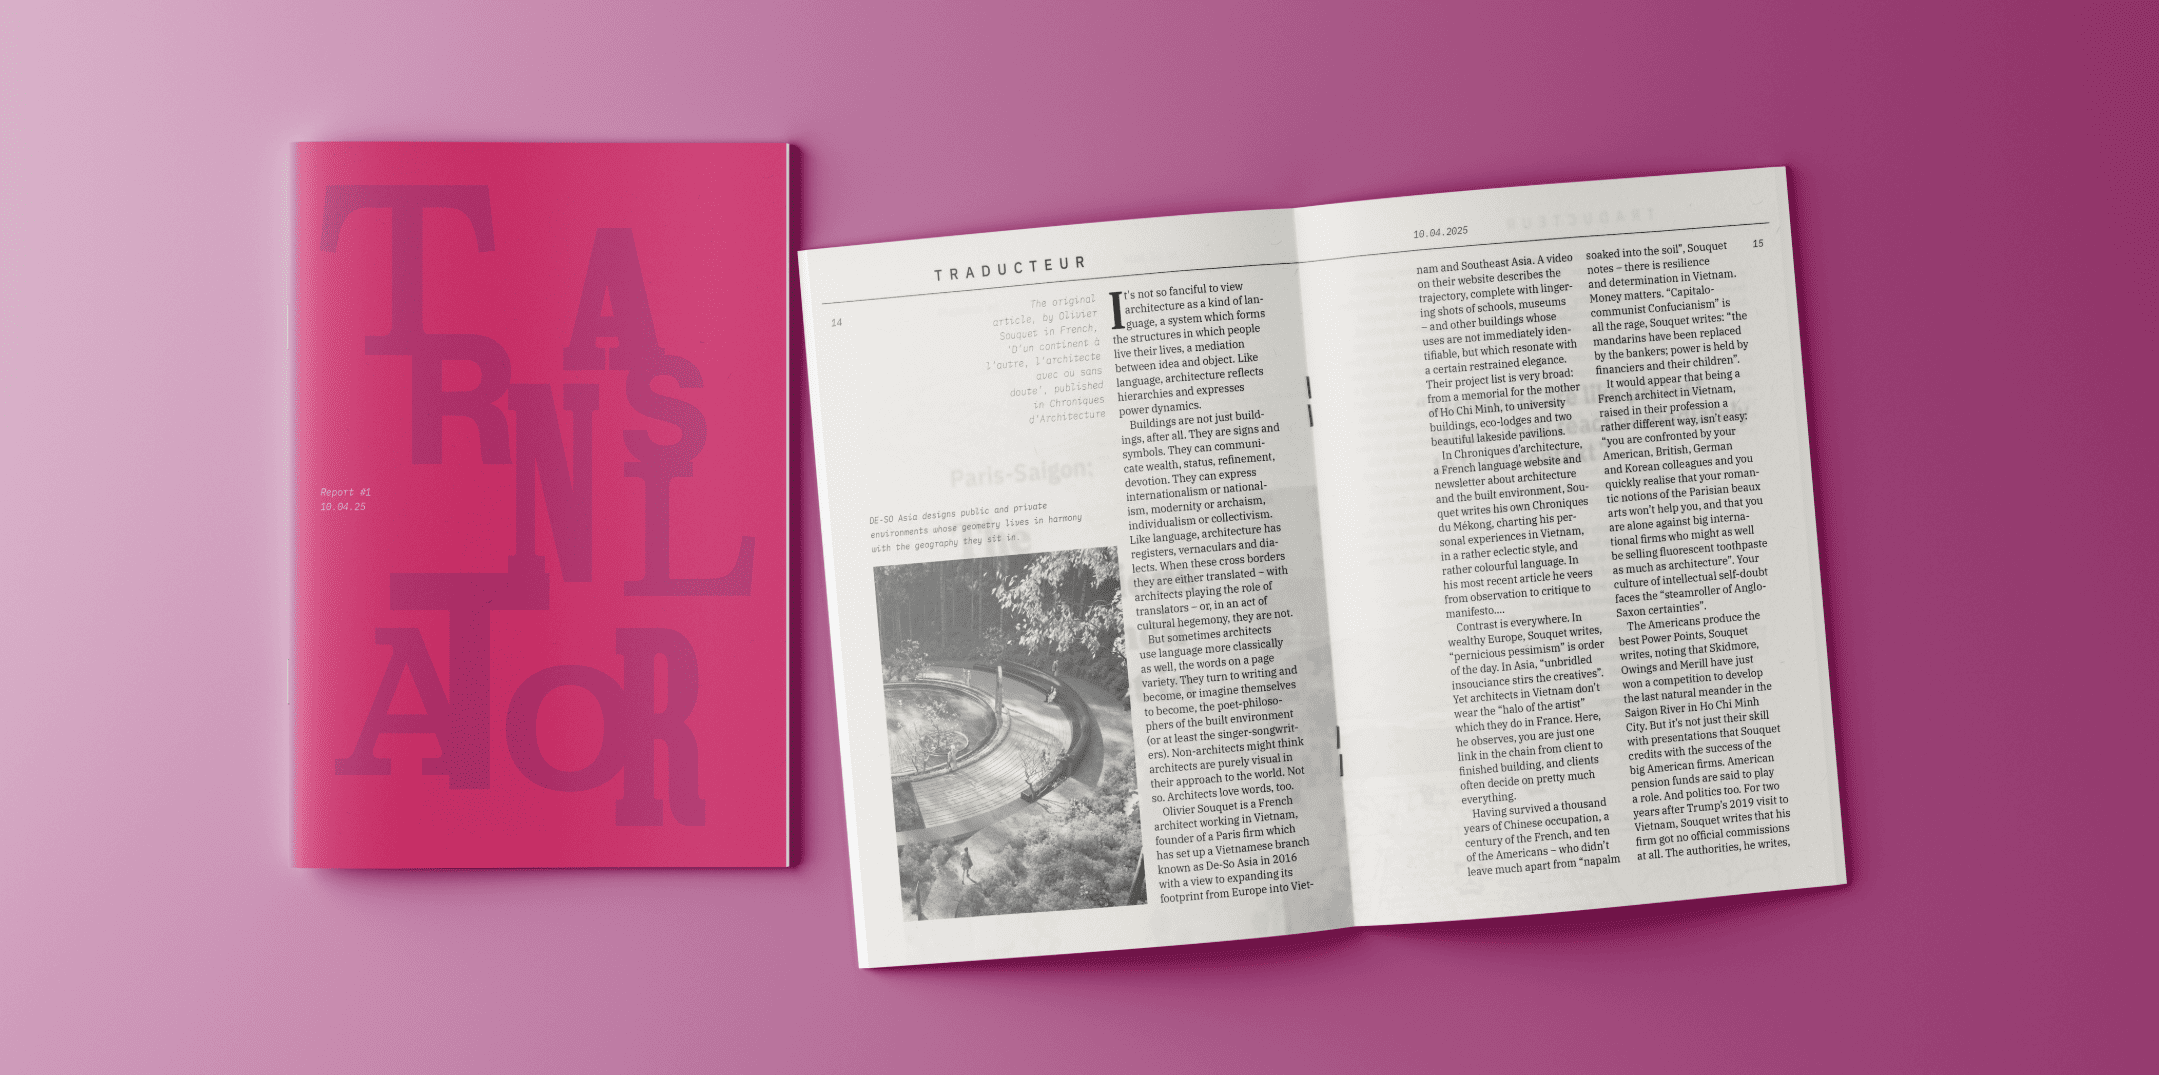 TRANSLATOR
Report #1
10.04.25
TRADUCTEUR
14
The original
article, by Olivier
Souquet in French,
'D'un continent à
l'autre, l'architecte
avec ou sans
doute', published
in Chroniques
d'Architecture
Paris-Saigon;
The
DE-SO Asia designs public and private
environments whose geometry lives in harmony
with the geography they sit in.
It's not so fanciful to view
architecture as a kind of lan-
guage, a system which forms
the structures in which people
live their lives, a mediation
between idea and object. Like
language, architecture reflects
hierarchies and expresses
power dynamics.
Buildings are not just build-
ings, after all. They are signs and
symbols. They can communi-
cate wealth, status, refinement,
devotion. They can express
internationalism or national-
ism, modernity or archaism,
individualism or collectivism.
Like language, architecture has
registers, vernaculars and dia-
lects. When these cross borders
they are either translated – with
architects playing the role of
translators – or, in an act of
cultural hegemony, they are not.
But sometimes architects
use language more classically
as well, the words on a page
variety. They turn to writing and
become, or imagine themselves
to become, the poet-philoso-
phers of the built environment
(or at least the singer-songwrit-
ers). Non-architects might think
architects are purely visual in
their approach to the world. Not
so. Architects love words, too.
Olivier Souquet is a French
architect working in Vietnam,
founder of a Paris firm which
has set up a Vietnamese branch
known as De-So Asia in 2016
with a view to expanding its
footprint from Europe into Viet-
10.04.2025
15
nam and Southeast Asia. A video
on their website describes the
trajectory, complete with linger-
ing shots of schools, museums
– and other buildings whose
uses are not immediately iden-
tifiable, but which resonate with
a certain restrained elegance.
Their project list is very broad:
from a memorial for the mother
of Ho Chi Minh, to university
buildings, eco-lodges and two
beautiful lakeside pavilions.
In Chroniques d'architecture,
a French language website and
newsletter about architecture
and the built environment, Sou-
quet writes his own Chroniques
du Mékong, charting his per-
sonal experiences in Vietnam,
in a rather eclectic style, and
rather colourful language. In
his most recent article he veers
from observation to critique to
manifesto....
Contrast is everywhere. In
wealthy Europe, Souquet writes,
“pernicious pessimism” is order
of the day. In Asia, “unbridled
insouciance stirs the creatives”.
Yet architects in Vietnam don't
wear the “halo of the artist”
which they do in France. Here,
he observes, you are just one
link in the chain from client to
finished building, and clients
often decide on pretty much
everything.
Having survived a thousand
years of Chinese occupation, a
century of the French, and ten
of the Americans – who didn't
leave much apart from “napalm
soaked into the soil”, Souquet
notes – there is resilience
and determination in Vietnam.
Money matters. “Capitalo-
communist Confucianism” is
all the rage, Souquet writes: “the
mandarins have been replaced
by the bankers; power is held by
financiers and their children”.
It would appear that being a
French architect in Vietnam,
raised in their profession a
rather different way, isn't easy:
“you are confronted by your
American, British, German
and Korean colleagues and you
quickly realise that your roman-
tic notions of the Parisian beaux
arts won't help you, and that you
are alone against big interna-
tional firms who might as well
be selling fluorescent toothpaste
as much as architecture”. Your
culture of intellectual self-doubt
faces the “steamroller of Anglo-
Saxon certainties”.
The Americans produce the
best Power Points, Souquet
writes, noting that Skidmore,
Owings and Merill have just
won a competition to develop
the last natural meander in the
Saigon River in Ho Chi Minh
City. But it's not just their skill
with presentations that Souquet
credits with the success of the
big American firms. American
pension funds are said to play
a role. And politics too. For two
years after Trump's 2019 visit to
Vietnam, Souquet writes that his
firm got no official commissions
at all. The authorities, he writes,